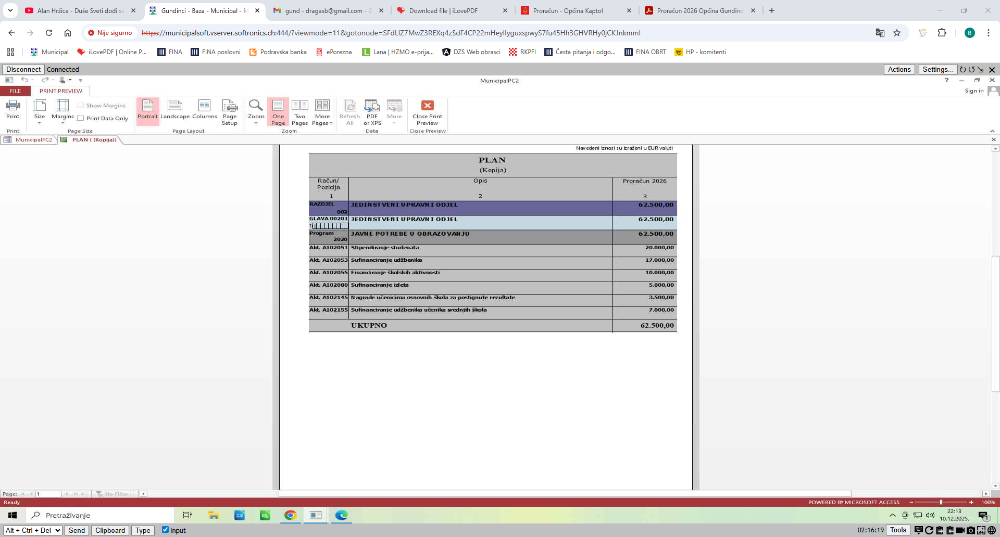 Alan Hržica - Duše Sveti dođi sa
Gundinci - Baza - Municipal - M
gund - dragasb@gmail.com - G
Download file | iLovePDF
Proračun - Općina Kaptol
Proračun 2026 Općina Gundinc
Nije sigurno
https://municipalsoft.vserver.softronics.ch:444/?viewmode=11&gotonode=SFdLIZ7MwZ3REXq4z$dF4CP22mHeyIIyguxspwyS7fu45Hh3GHVRHy0jCKJnkmmI
B
Municipal
iLovePDF | Online P...
FINA
FINA poslovni
Podravska banka
ePorezna
Lana | HZMO e-prija...
DZS Web obrasci
RKPFI
Česta pitanja i odgo...
FINA OBRT
HP - komitenti
Disconnect Connected
Actions Settings...
MunicipalPC2
FILE PRINT PREVIEW
Sign in
Print
Size
Margins
Show Margins
Print Data Only
Portrait
Landscape
Columns
Page Setup
Zoom
One Page
Two Pages
More Pages
Refresh All
PDF or XPS
More
Close Print Preview
Print
Page Size
Page Layout
Zoom
Data
Close Preview
MunicipalPC2
PLAN ( (Kopija))
Navedeni iznosi su izraženi u EUR valuti
PLAN
(Kopija)
Račun/ Pozicija Opis Proračun 2026
1 2 3
RAZDJEL 002 JEDINSTVENI UPRAVNI ODJEL 62.500,00
GLAVA 00201 JEDINSTVENI UPRAVNI ODJEL 62.500,00
1
Program 2020 JAVNE POTREBE U OBRAZOVANJU 62.500,00
Akt. A102051 Stipendiranje studenata 20.000,00
Akt. A102053 Sufinanciranje udžbenika 17.000,00
Akt. A102055 Financiranje školskih aktivnosti 10.000,00
Akt. A102080 Sufinanciranje izleta 5.000,00
Akt. A102145 Nagrade učenicima osnovnih škola za postignute rezultate 3.500,00
Akt. A102155 Sufinanciranje udžbenika učenika srednjih škola 7.000,00
UKUPNO 62.500,00
Page: 1 No Filter
Ready
POWERED BY MICROSOFT ACCESS 100%
Pretraživanje
22:13
10.12.2025.
1
Alt + Ctrl + Del Send Clipboard Type Input
02:16:19 Tools